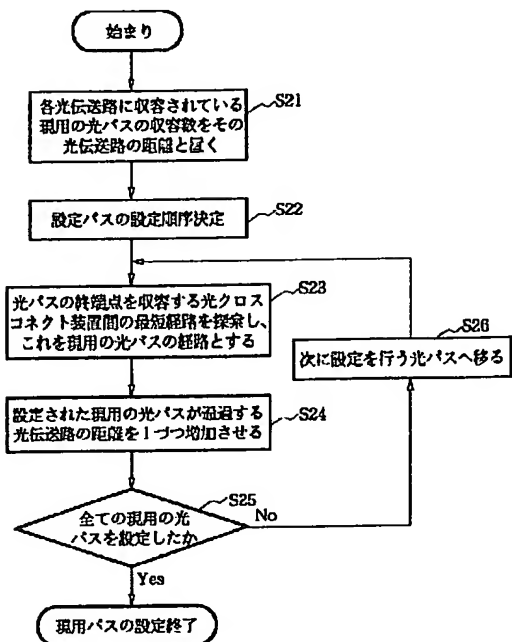 始まり
各光伝送路に収容されている
現用の光パスの収容数をその
光伝送路の距離と置く
S21
設定パスの設定順序決定
S22
光パスの終端点を収容する光クロス
コネクト装置間の最短経路を探索し、
これを現用の光パスの経路とする
S23
設定された現用の光パスが通過する
光伝送路の距離を1づつ増加させる
S24
全ての現用の光
パスを設定したか
S25
No
次に設定を行う光パスへ移る
S26
Yes
現用パスの設定終了